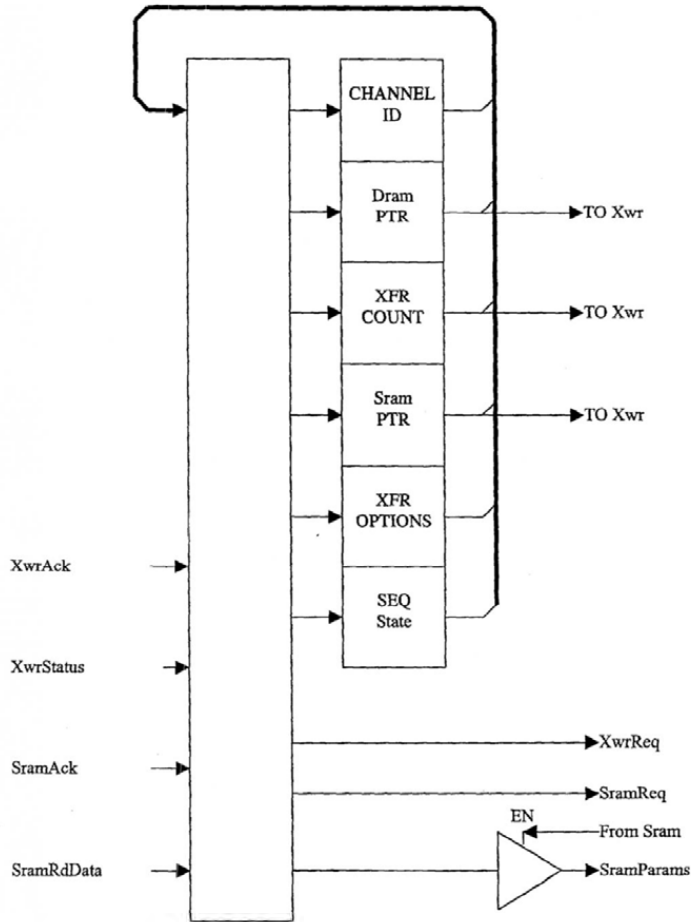 CHANNEL
ID
Dram
PTR
TO Xwr
XFR
COUNT
TO Xwr
Sram
PTR
TO Xwr
XFR
OPTIONS
XwrAck
SEQ
State
XwrStatus
XwrReq
SramAck
SramReq
EN
From Sram
SramRdData
SramParams